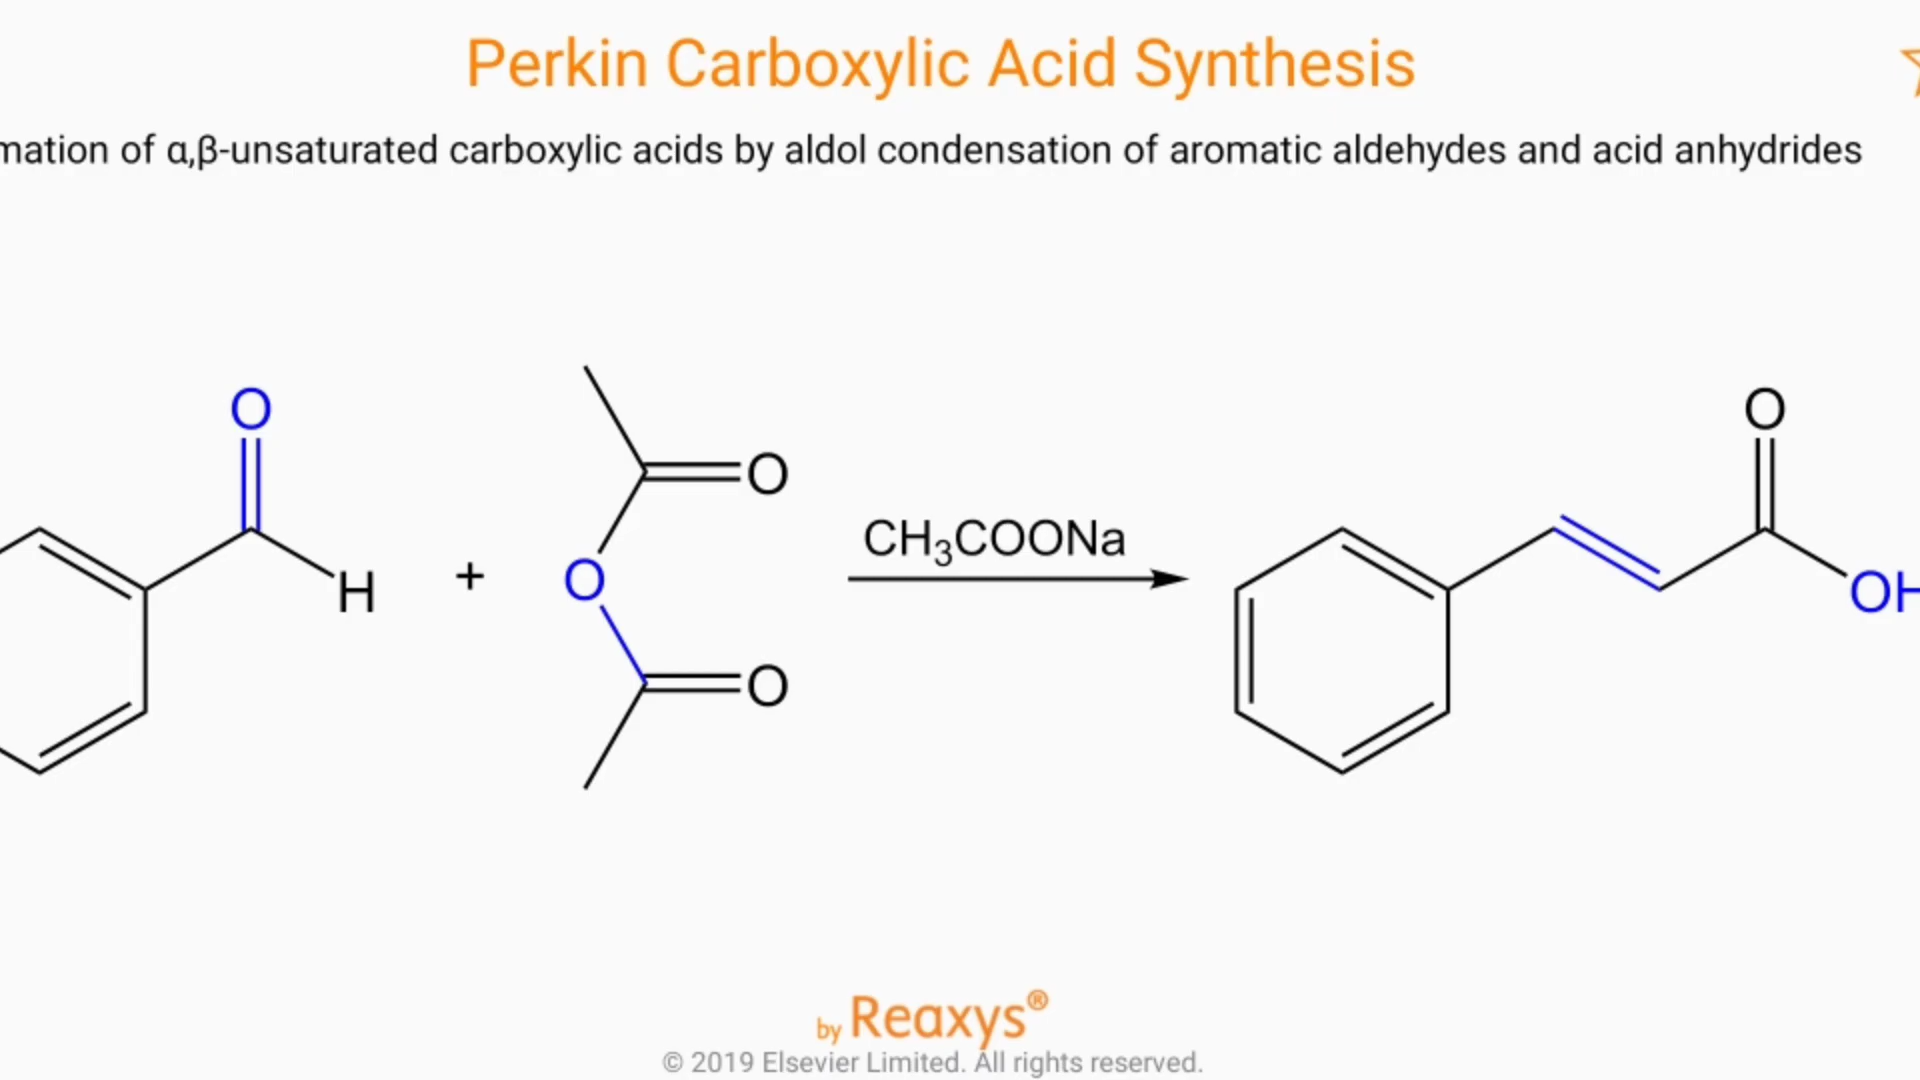 Perkin Carboxylic Acid Synthesis
mation of α,β-unsaturated carboxylic acids by aldol condensation of aromatic aldehydes and acid anhydrides
O
O
O
CH₃COONa
H
+
O
OH
O
by Reaxys®
© 2019 Elsevier Limited. All rights reserved.